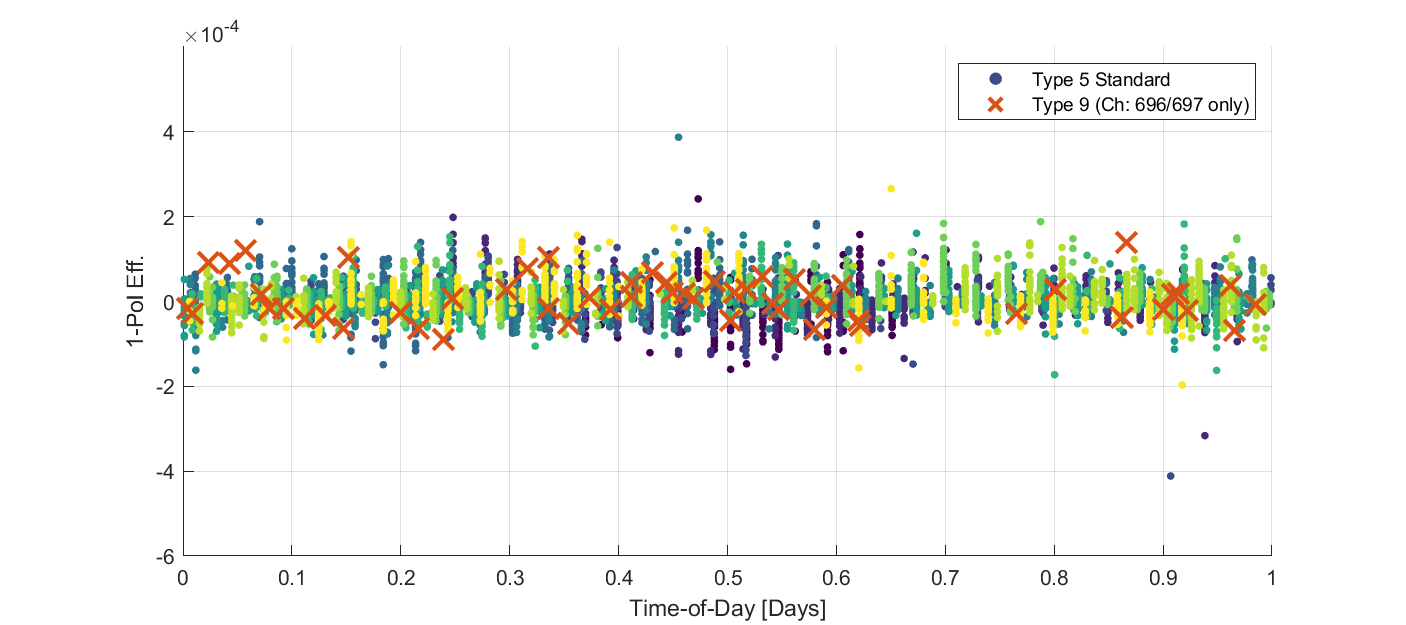 ×10-4
Type 5 Standard
Type 9 (Ch: 696/697 only)
4
2
0
-2
-4
-6
1-Pol Eff.
0 0.1 0.2 0.3 0.4 0.5 0.6 0.7 0.8 0.9 1
Time-of-Day [Days]